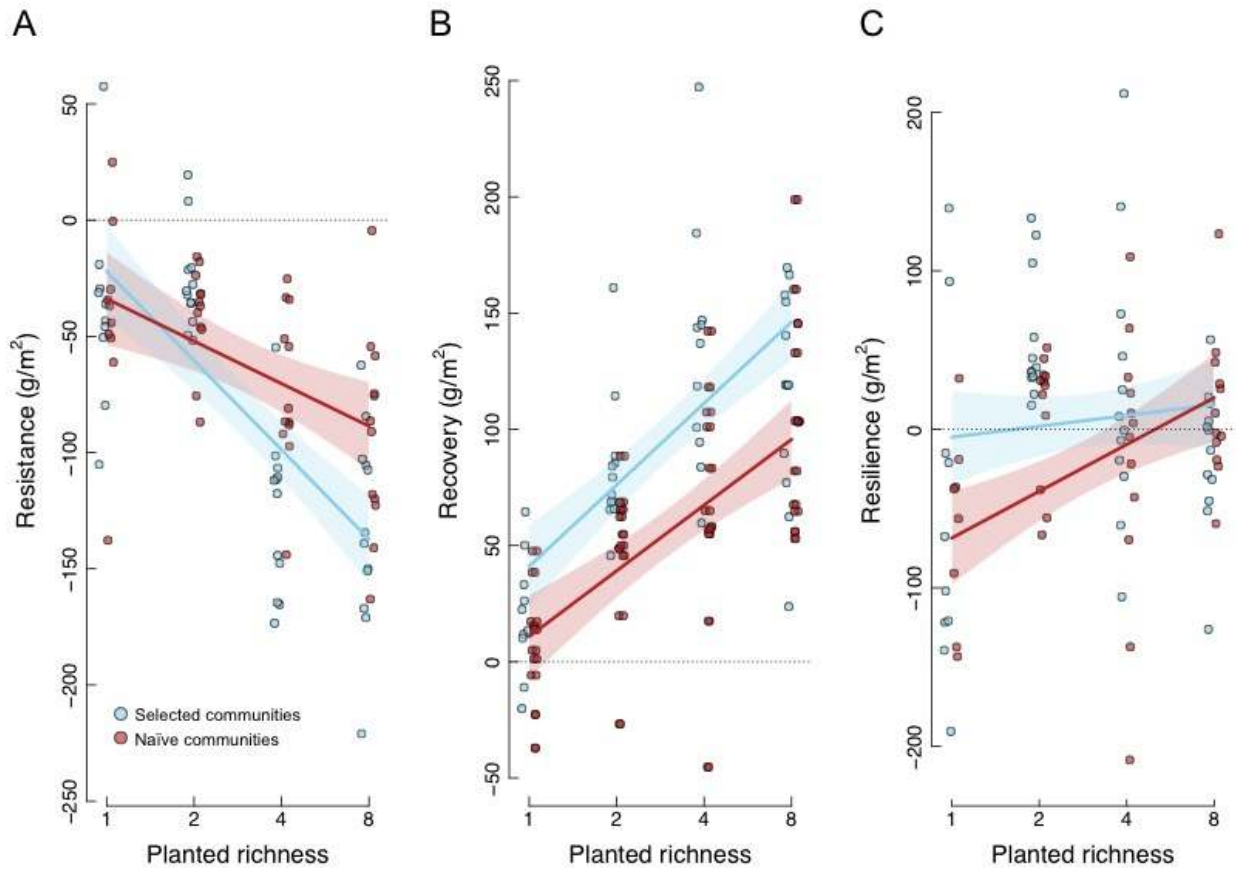 A
B
C
50
0
−50
−100
−150
−200
−250
Resistance (g/m²)
Selected communities
Naïve communities
1
2
4
8
Planted richness
250
200
150
100
50
0
−50
Recovery (g/m²)
1
2
4
8
Planted richness
200
100
0
−100
−200
Resilience (g/m²)
1
2
4
8
Planted richness